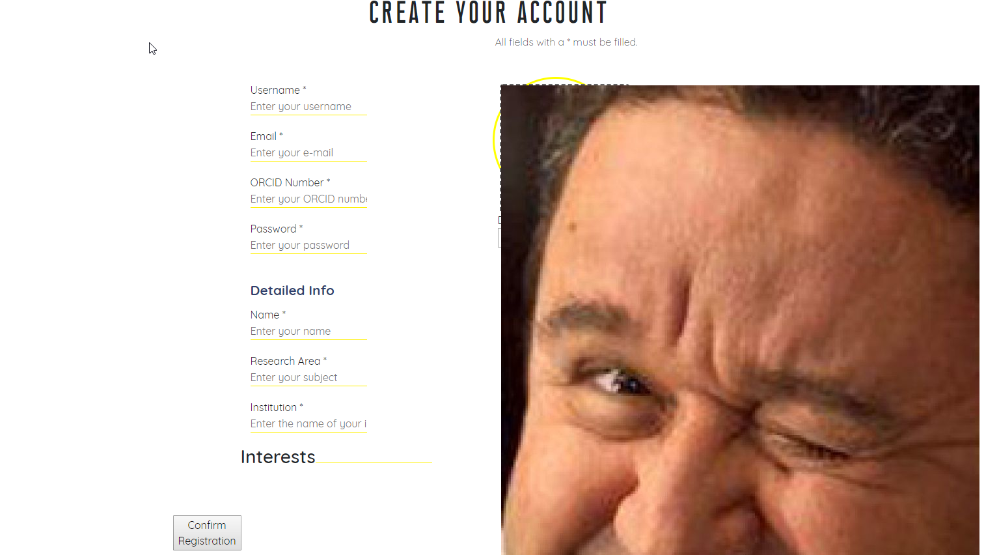 CREATE YOUR ACCOUNT
All fields with a * must be filled.
Username *
Enter your username
Email *
Enter your e-mail
ORCID Number *
Enter your ORCID numbe
Password *
Enter your password
Detailed Info
Name *
Enter your name
Research Area *
Enter your subject
Institution *
Enter the name of your i
Interests
Confirm
Registration